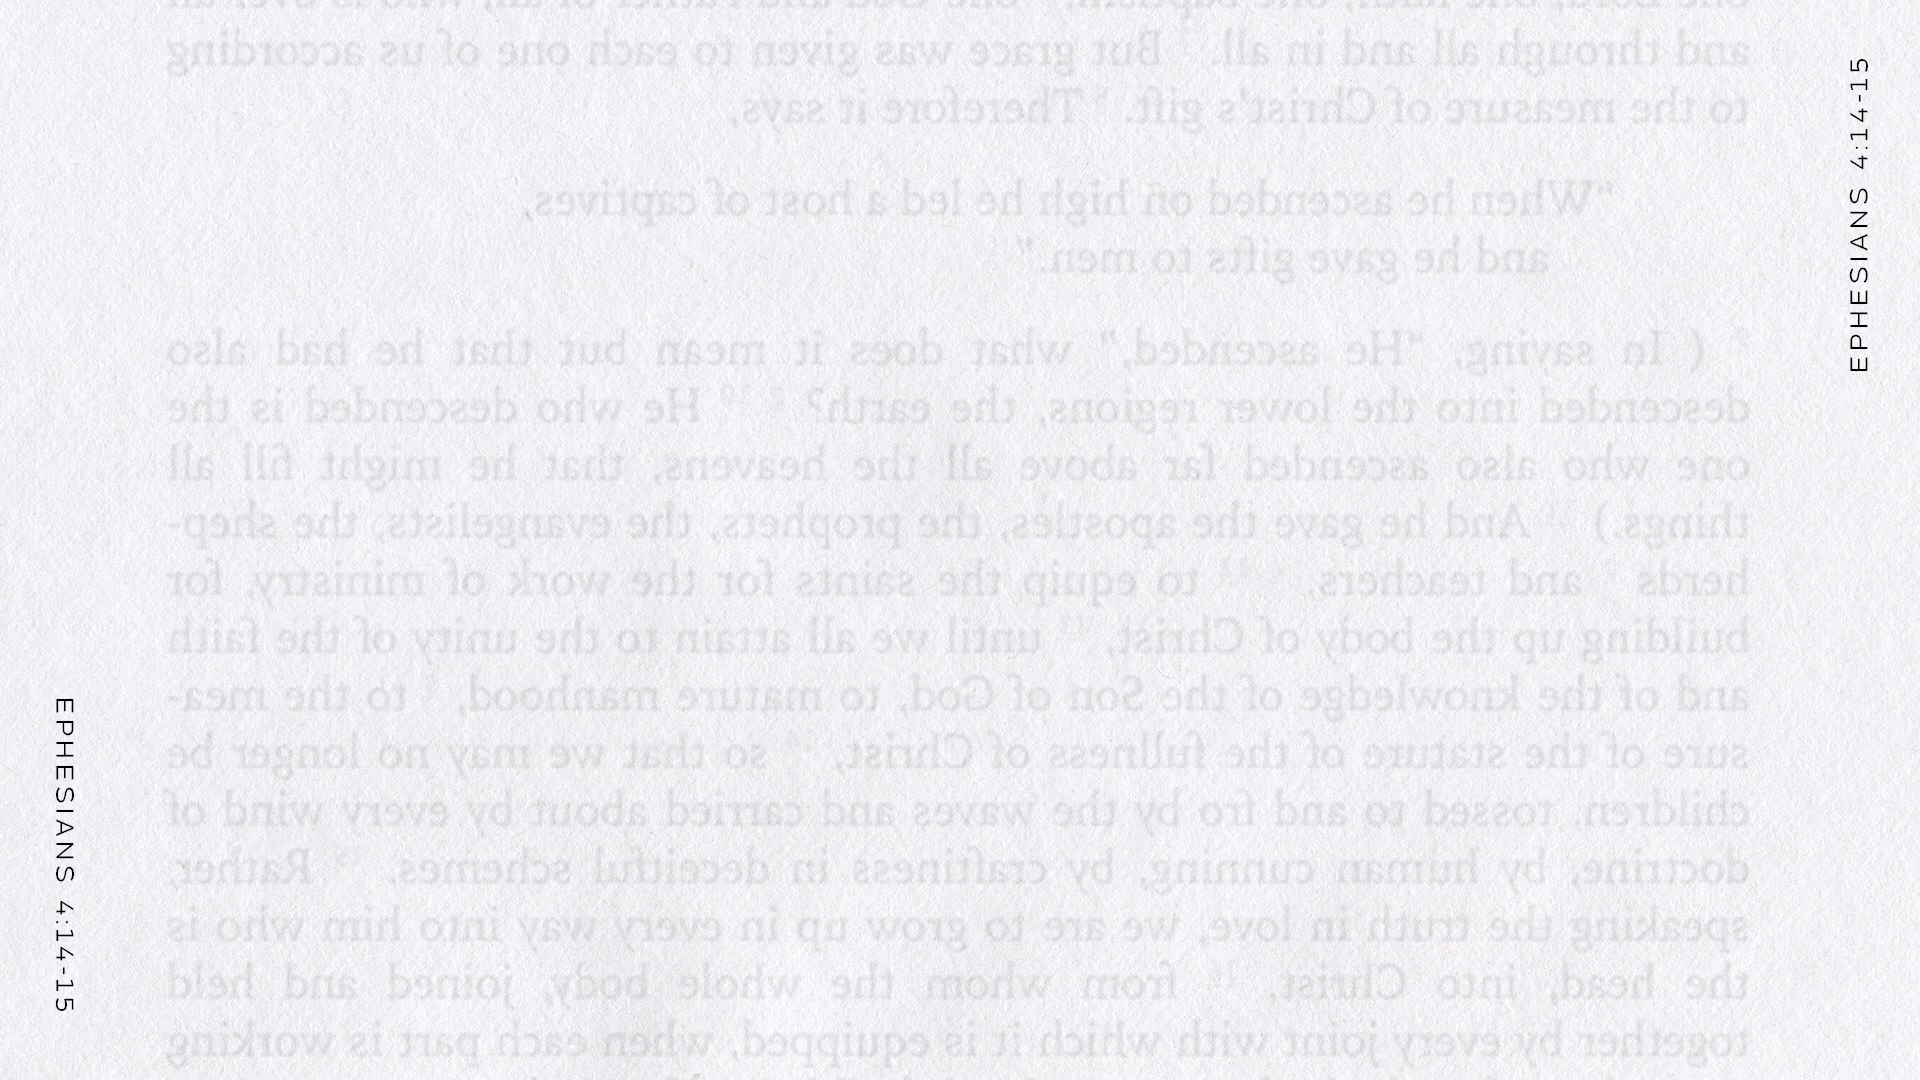 one Lord, one faith, one baptism, one God and Father of all, who is over all
and through all and in all. But grace was given to each one of us according
to the measure of Christ's gift. Therefore it says,
“When he ascended on high he led a host of captives,
and he gave gifts to men.”
( In saying, “He ascended,” what does it mean but that he had also
descended into the lower regions, the earth? He who descended is the
one who also ascended far above all the heavens, that he might fill all
things.) And he gave the apostles, the prophets, the evangelists, the shep-
herds and teachers, to equip the saints for the work of ministry, for
building up the body of Christ, until we all attain to the unity of the faith
and of the knowledge of the Son of God, to mature manhood, to the mea-
sure of the stature of the fullness of Christ, so that we may no longer be
children, tossed to and fro by the waves and carried about by every wind of
doctrine, by human cunning, by craftiness in deceitful schemes. Rather,
speaking the truth in love, we are to grow up in every way into him who is
the head, into Christ, from whom the whole body, joined and held
together by every joint with which it is equipped, when each part is working
EPHESIANS 4:14-15
EPHESIANS 4:14-15